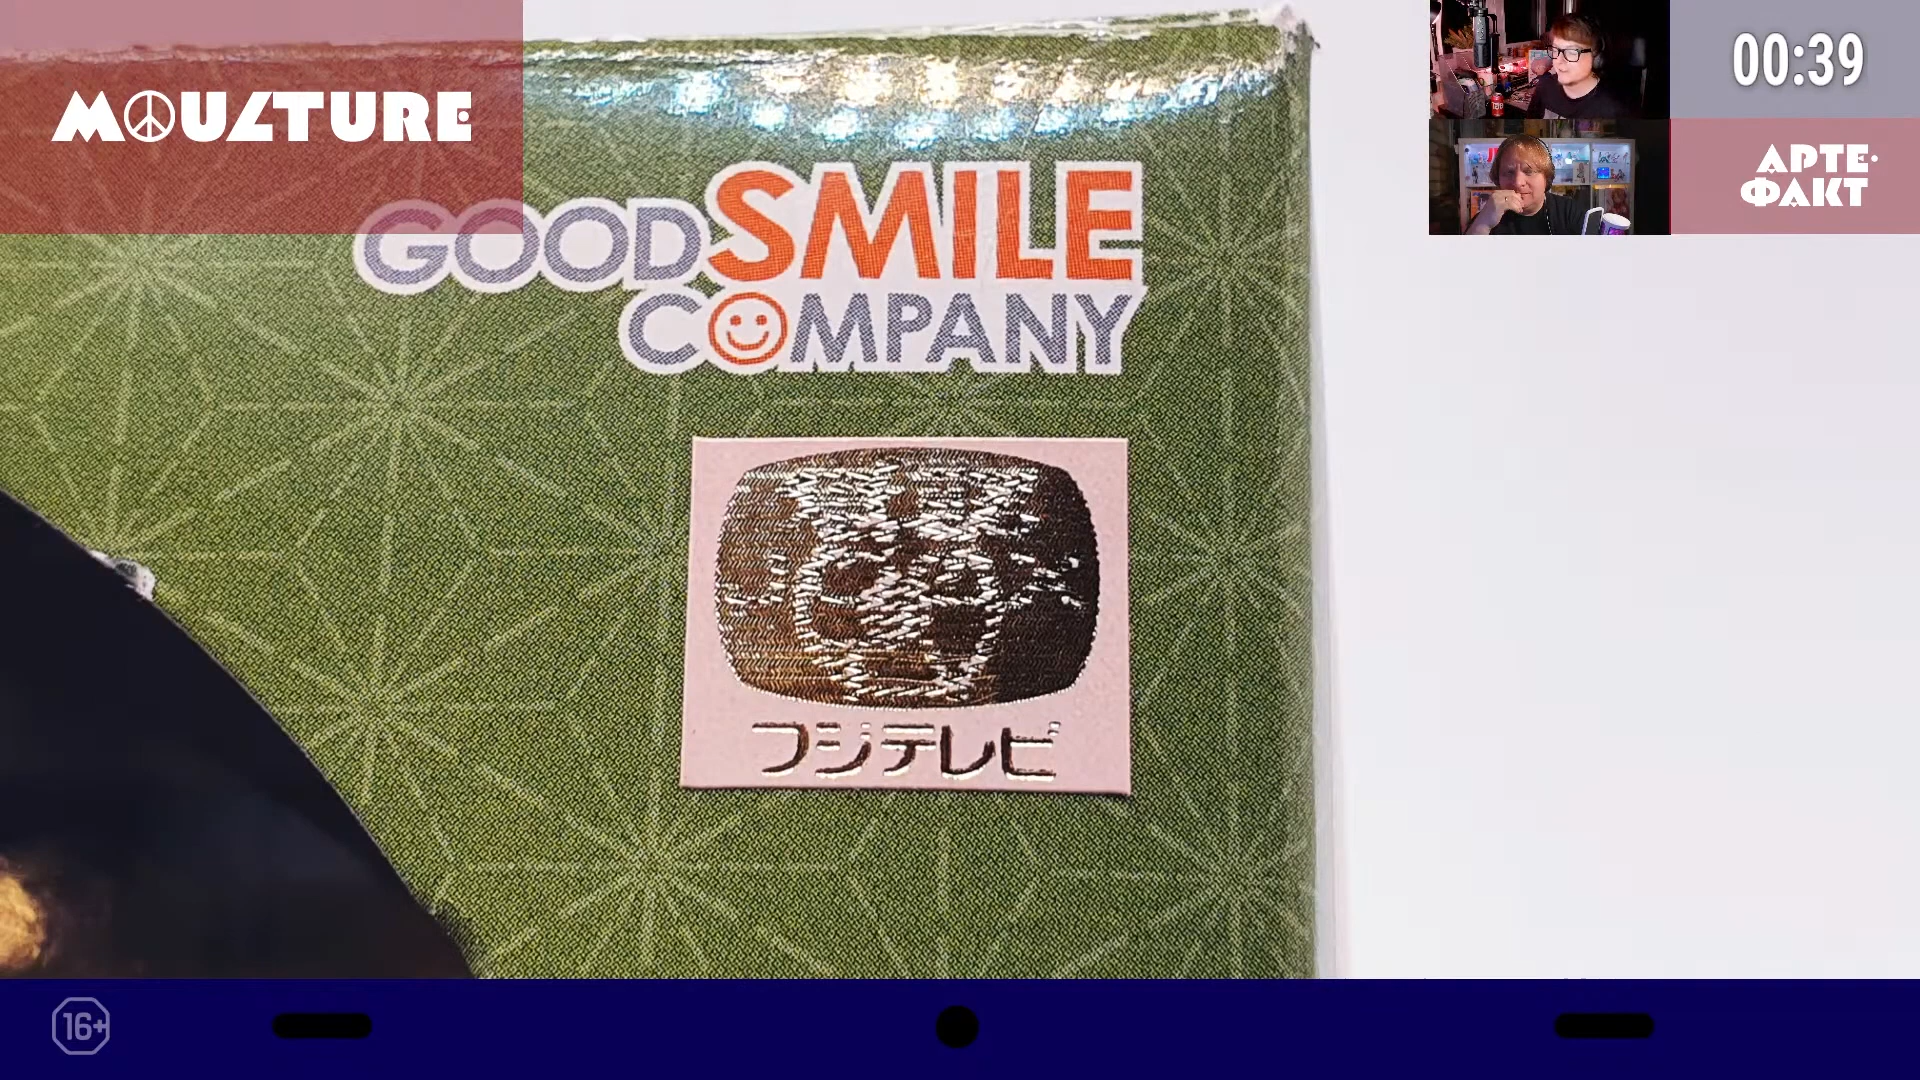 MOULTURE
GOOD SMILE
COMPANY
フジテレビ
00:39
АРТЕ·
ФАКТ
16+